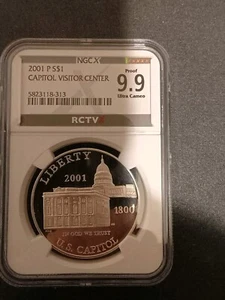 NGCX
2001 P S$1
CAPITOL VISITOR CENTER
5823118-313
Proof
9.9
Ultra Cameo
RCTV
LIBERTY
2001
1800
IN GOD WE TRUST
U.S. CAPITOL